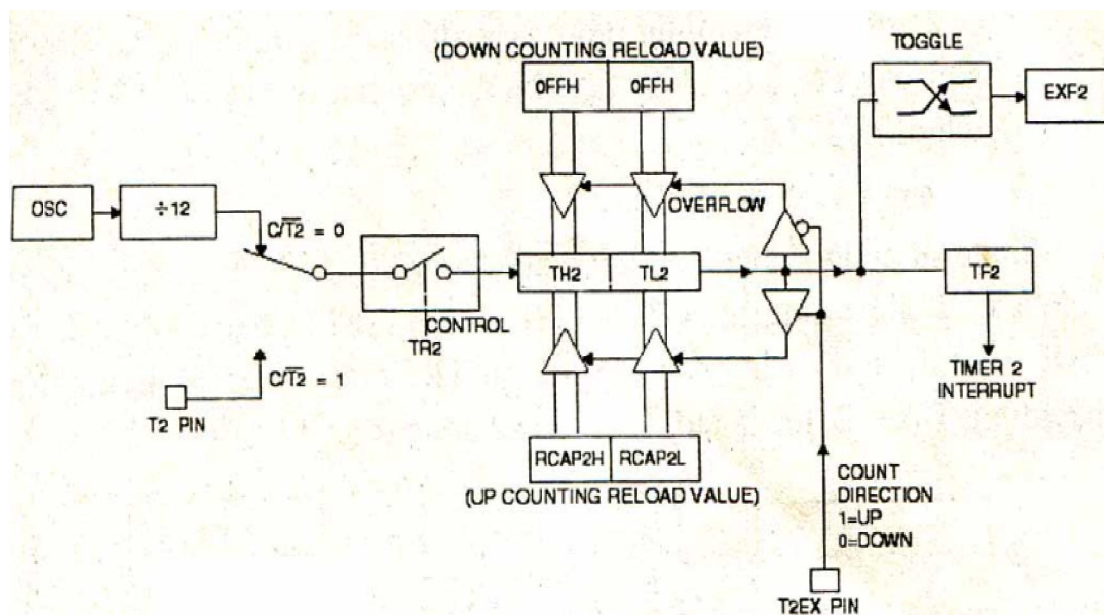 (DOWN COUNTING RELOAD VALUE)
TOGGLE
0FFH
0FFH
EXF2
OSC
÷12
OVERFLOW
C/T2̅ = 0
TH2
TL2
TF2
CONTROL
TR2
C/T2̅ = 1
TIMER 2
INTERRUPT
T2 PIN
RCAP2H
RCAP2L
(UP COUNTING RELOAD VALUE)
COUNT
DIRECTION
1=UP
0=DOWN
T2EX PIN